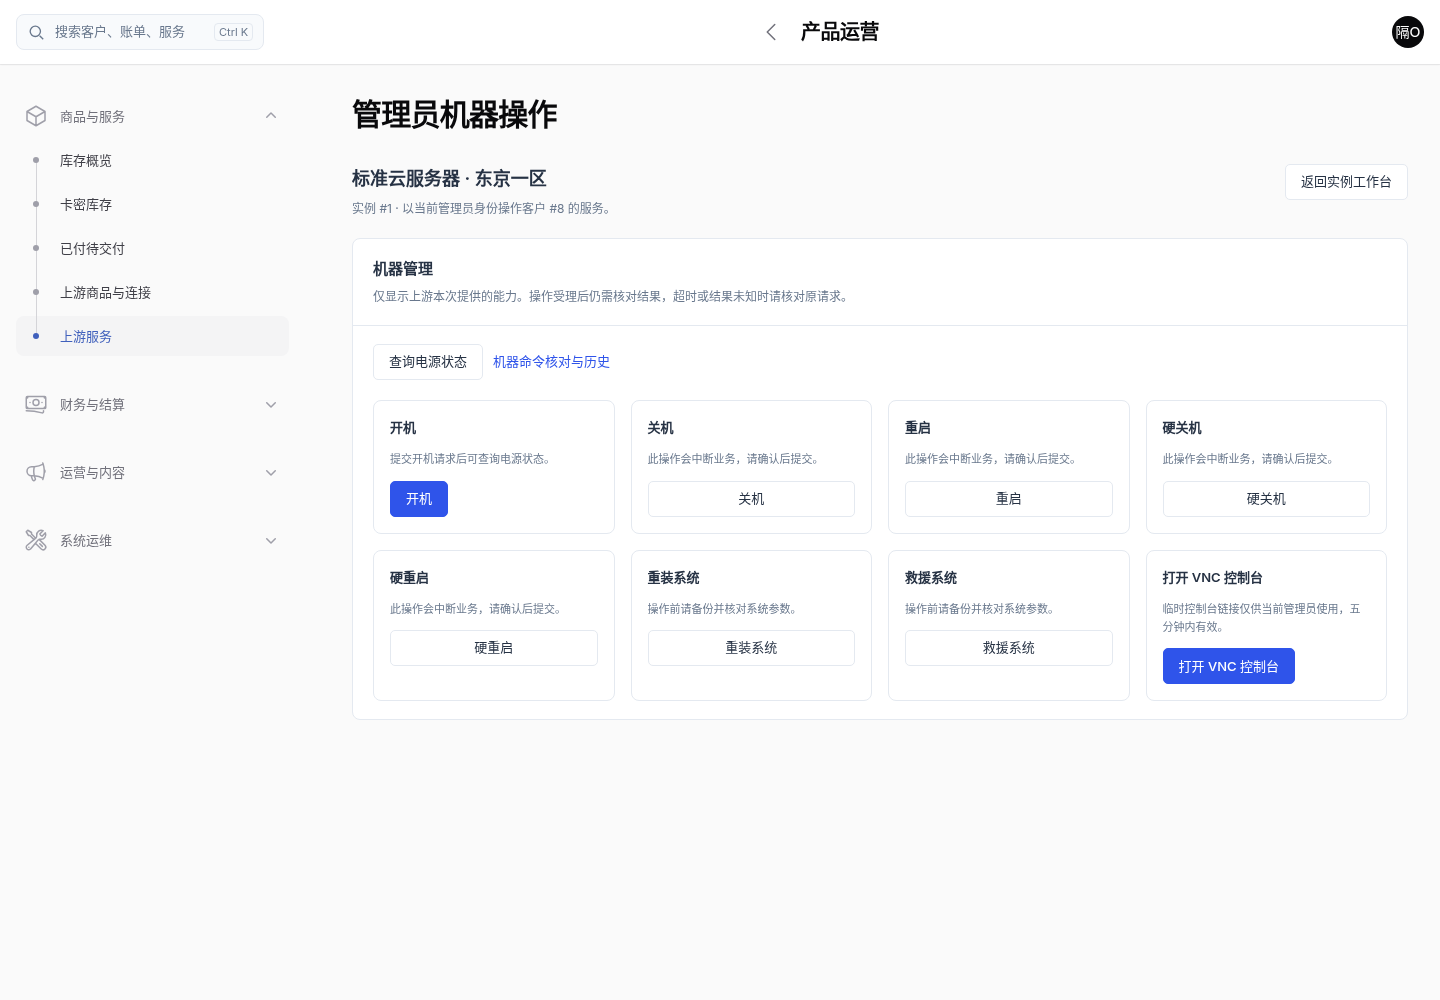 搜索客户、账单、服务
Ctrl K
产品运营
隔O
商品与服务
库存概览
卡密库存
已付待交付
上游商品与连接
上游服务
财务与结算
运营与内容
系统运维
管理员机器操作
标准云服务器 · 东京一区
实例 #1 · 以当前管理员身份操作客户 #8 的服务。
返回实例工作台
机器管理
仅显示上游本次提供的能力。操作受理后仍需核对结果，超时或结果未知时请核对原请求。
查询电源状态
机器命令核对与历史
开机
提交开机请求后可查询电源状态。
开机
关机
此操作会中断业务，请确认后提交。
关机
重启
此操作会中断业务，请确认后提交。
重启
硬关机
此操作会中断业务，请确认后提交。
硬关机
硬重启
此操作会中断业务，请确认后提交。
硬重启
重装系统
操作前请备份并核对系统参数。
重装系统
救援系统
操作前请备份并核对系统参数。
救援系统
打开 VNC 控制台
临时控制台链接仅供当前管理员使用，五
分钟内有效。
打开 VNC 控制台